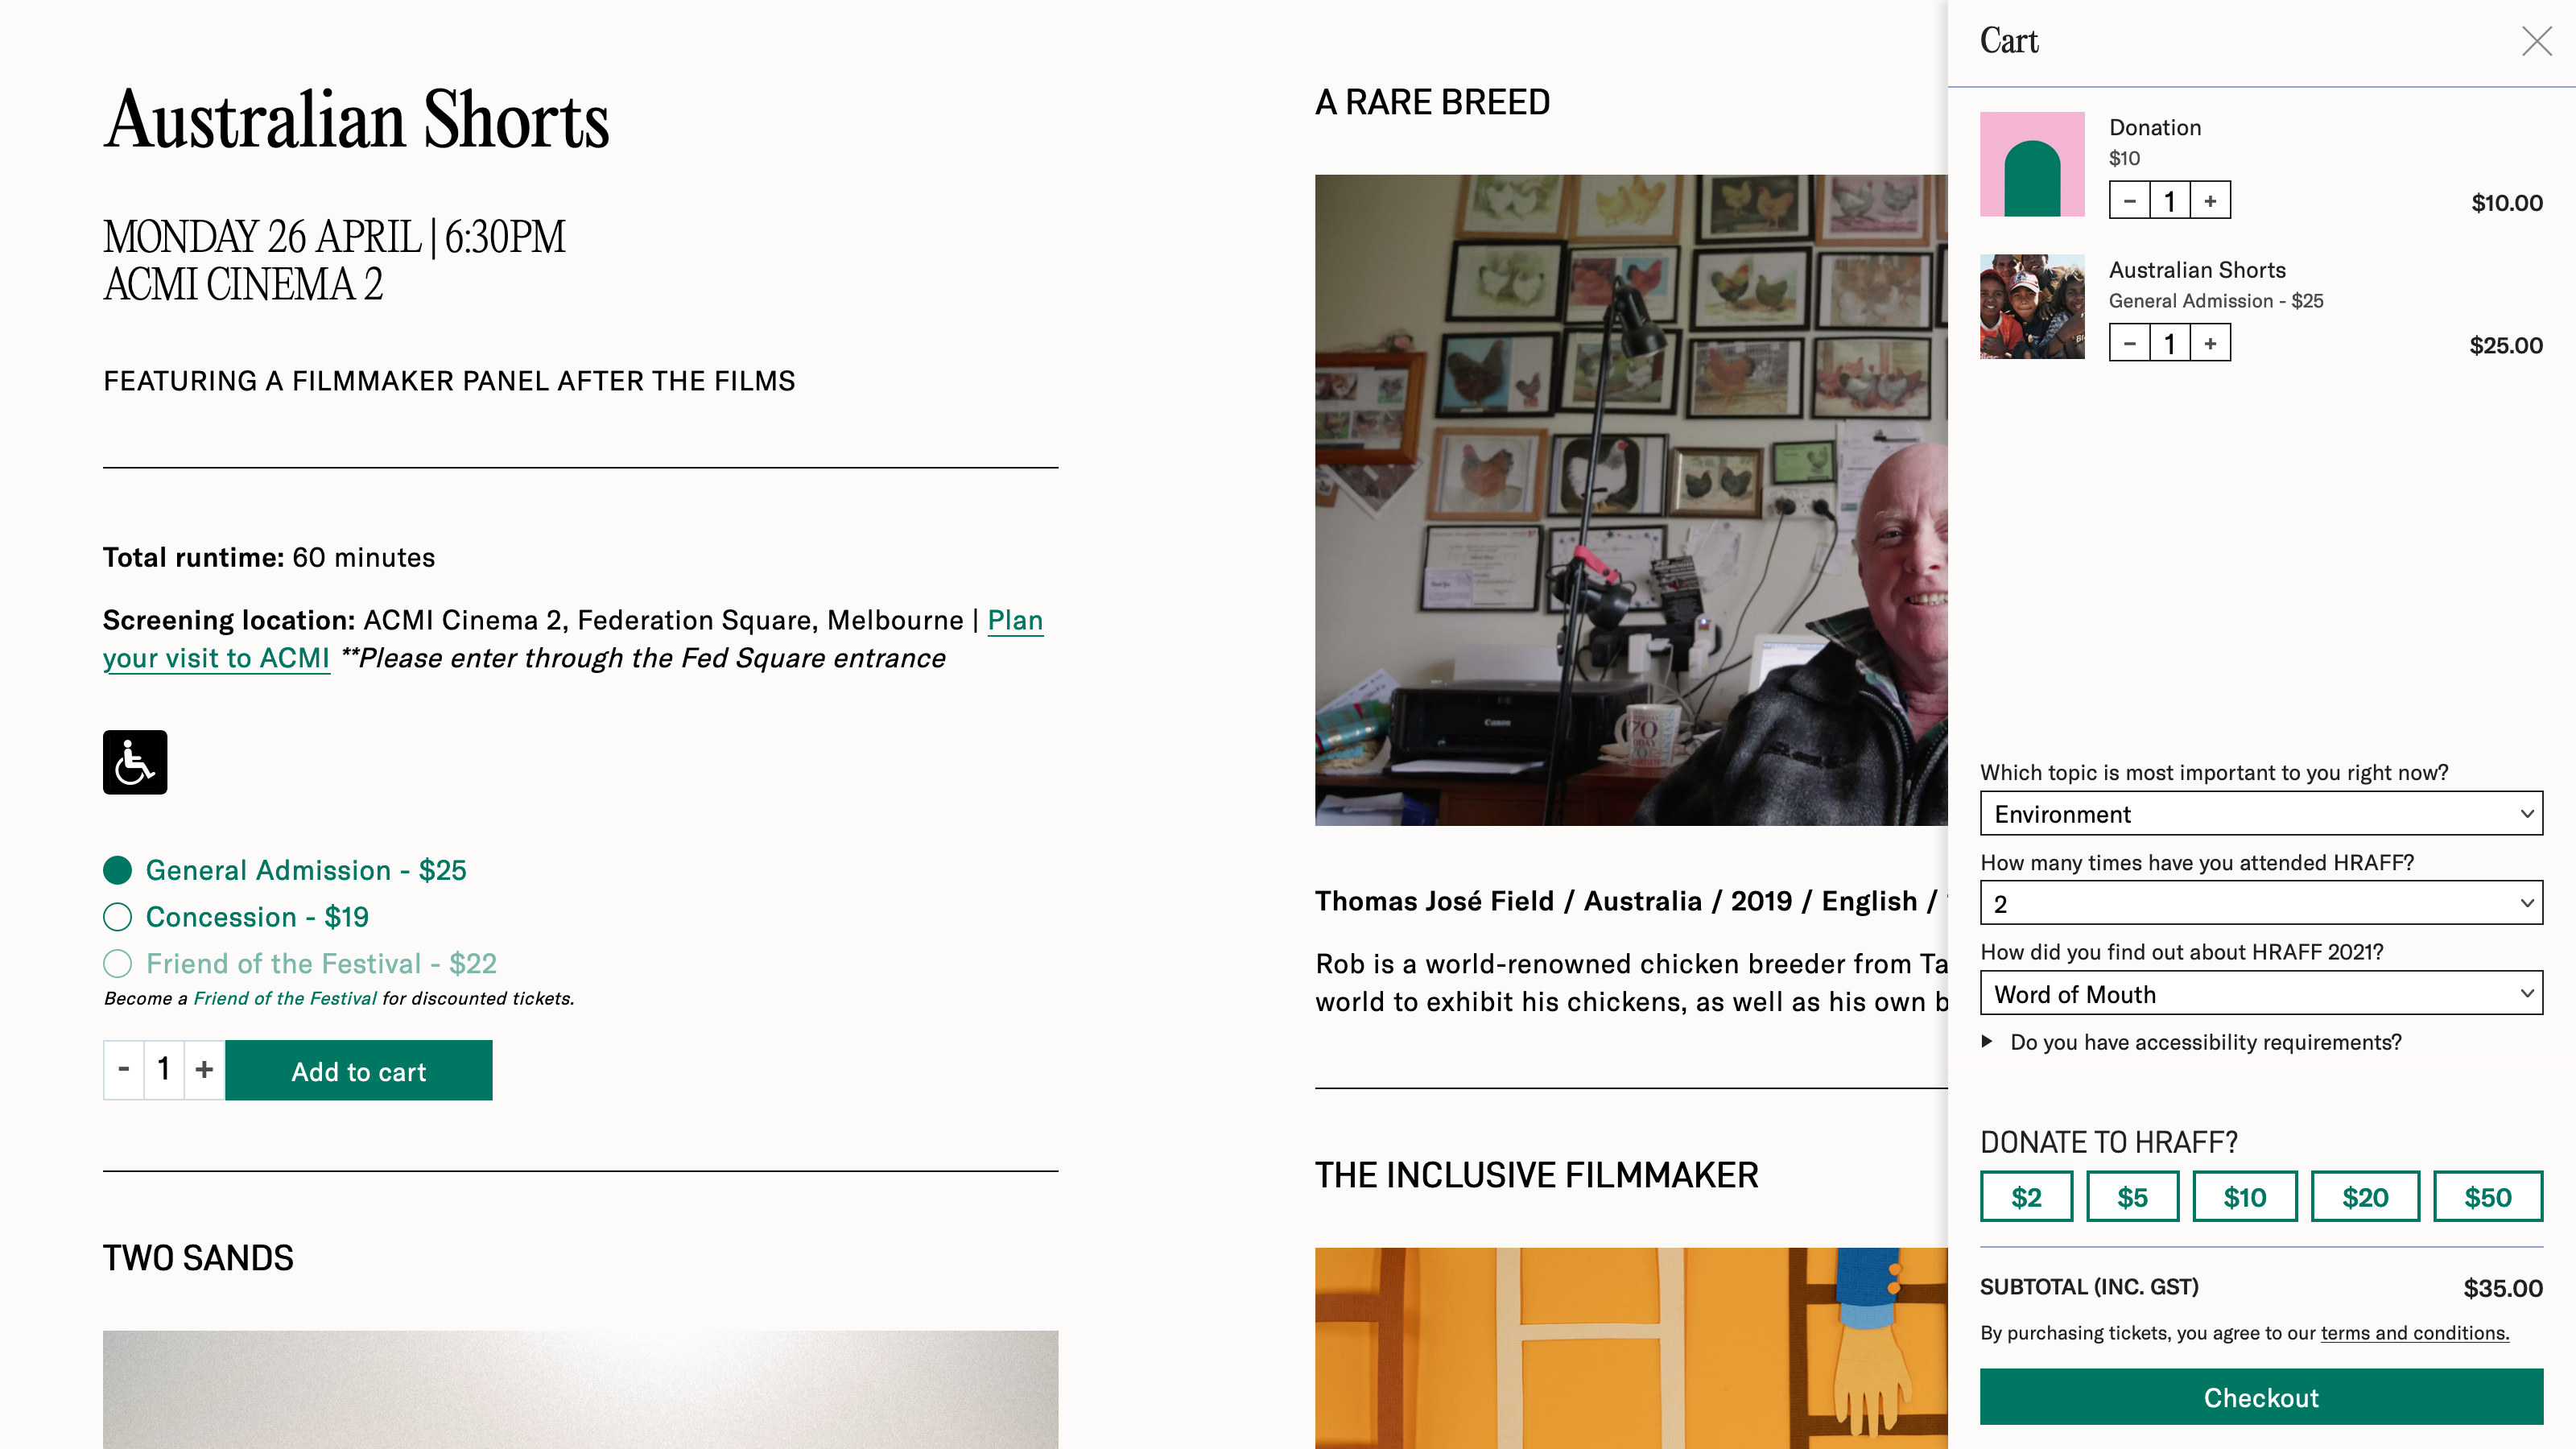 Australian Shorts
MONDAY 26 APRIL | 6:30PM
ACMI CINEMA 2
FEATURING A FILMMAKER PANEL AFTER THE FILMS
Total runtime: 60 minutes
Screening location: ACMI Cinema 2, Federation Square, Melbourne | Plan
your visit to ACMI **Please enter through the Fed Square entrance
General Admission - $25
Concession - $19
Friend of the Festival - $22
Become a Friend of the Festival for discounted tickets.
- 1 + Add to cart
TWO SANDS
A RARE BREED
Canon
70
Thomas José Field / Australia / 2019 / English /
Rob is a world-renowned chicken breeder from Ta
world to exhibit his chickens, as well as his own b
THE INCLUSIVE FILMMAKER
Cart
Donation
$10
- 1 + $10.00
Australian Shorts
General Admission - $25
- 1 + $25.00
Which topic is most important to you right now?
Environment
How many times have you attended HRAFF?
2
How did you find out about HRAFF 2021?
Word of Mouth
Do you have accessibility requirements?
DONATE TO HRAFF?
$2 $5 $10 $20 $50
SUBTOTAL (INC. GST) $35.00
By purchasing tickets, you agree to our terms and conditions.
Checkout